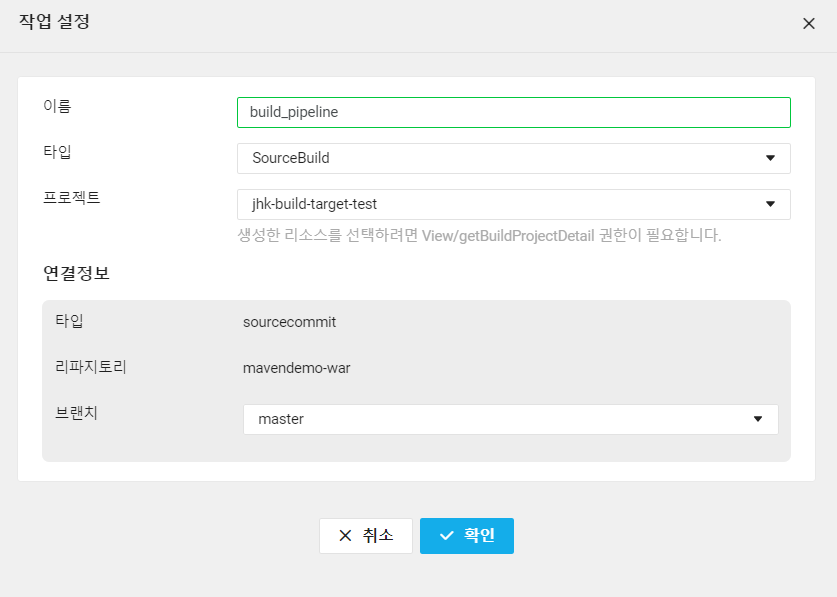 작업 설정
이름 build_pipeline
타입 SourceBuild
프로젝트 jhk-build-target-test
생성한 리소스를 선택하려면 View/getBuildProjectDetail 권한이 필요합니다.
연결정보
타입 sourcecommit
리파지토리 mavendemo-war
브랜치 master
취소 확인